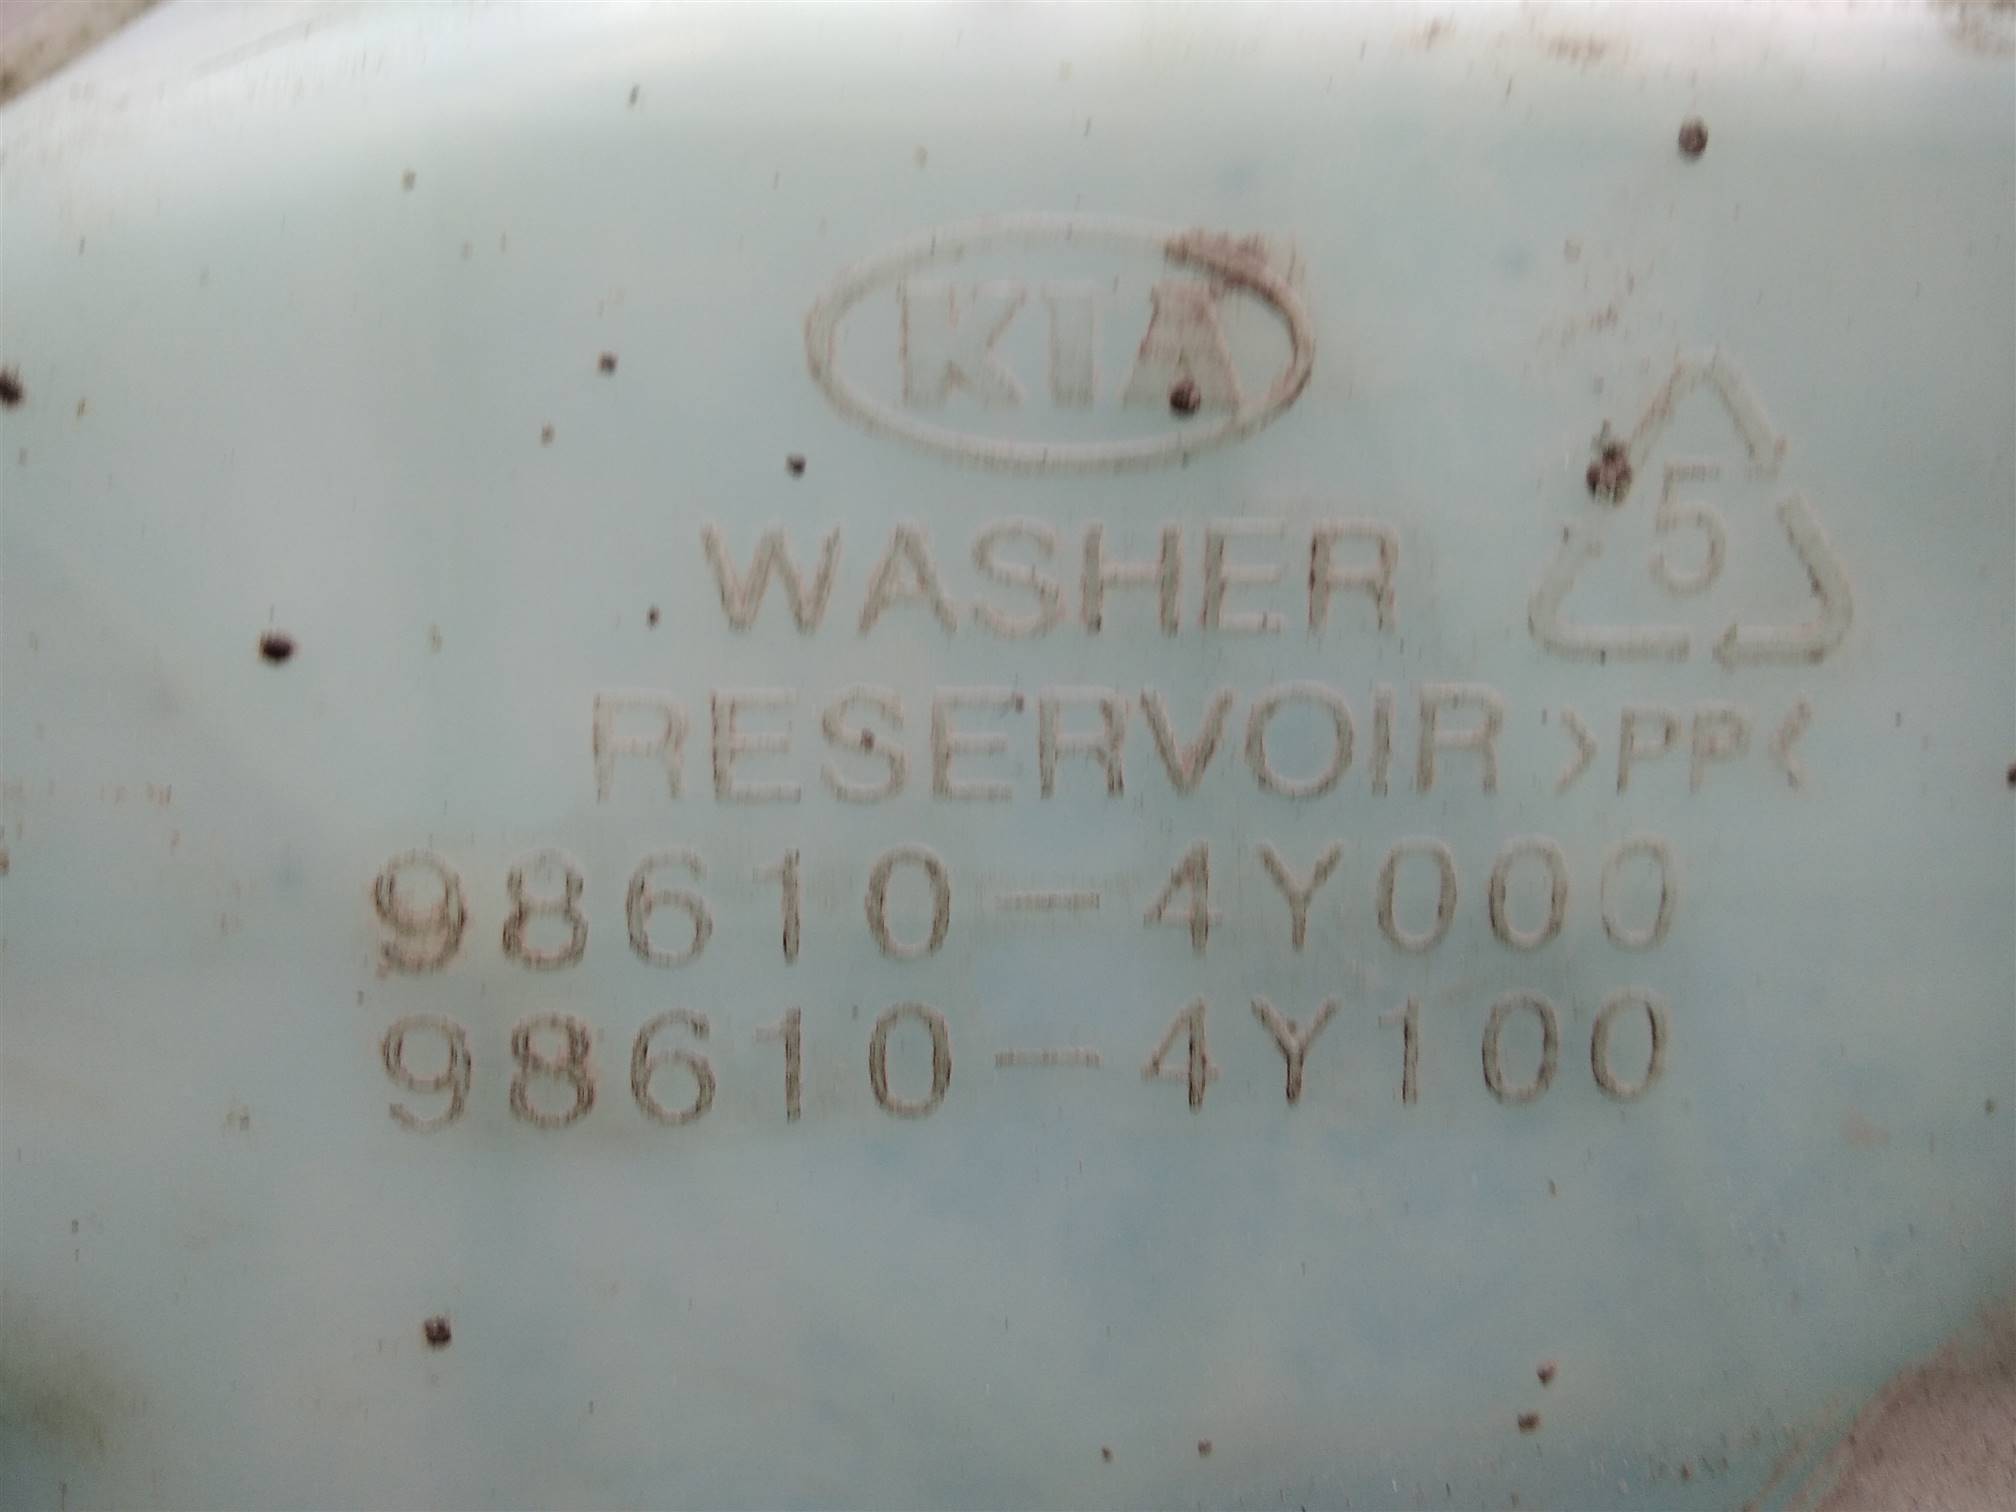 KIA
5
WASHER
RESERVOIR >PP<
98610-4Y000
98610-4Y100